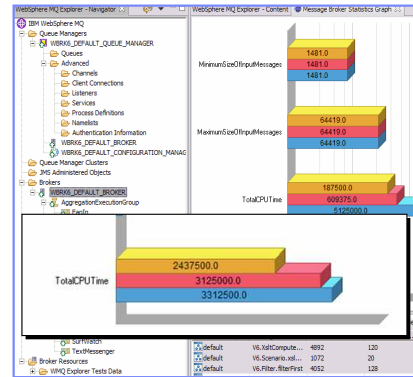 WebSphere MQ Explorer - Navigator
WebSphere MQ Explorer - Content
Message Broker Statistics Graph
IBM WebSphere MQ
Queue Managers
WBRK6_DEFAULT_QUEUE_MANAGER
Queues
Advanced
Channels
Client Connections
Listeners
Services
Process Definitions
Namelists
Authentication Information
WBRK6_DEFAULT_BROKER
WBRK6_DEFAULT_CONFIGURATION_MANAG
Queue Manager Clusters
JMS Administered Objects
Brokers
WBRK6_DEFAULT_BROKER
AggregationExecutionGroup
FanIn
MinimumSizeOfInputMessages
1481.0
1481.0
1481.0
MaximumSizeOfInputMessages
64419.0
64419.0
64419.0
TotalCPUTime
187500.0
609375.0
5125000.0
TotalCPUTime
2437500.0
3125000.0
3312500.0
SurfWatch
TextMessenger
Broker Resources
WMQ Explorer Tests Data
default V6.XsltCompute... 4892 120
default V6.Scenario.xsl... 1072 20
default V6.Filter.filterFirst 4052 128